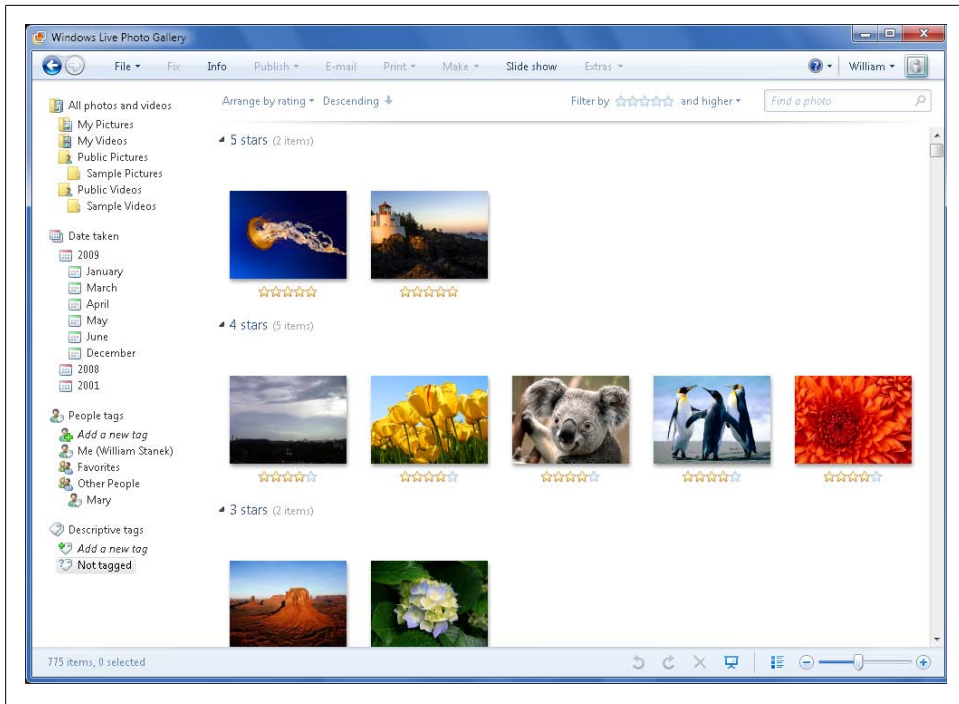 Windows Live Photo Gallery
File Fix Info Publish E-mail Print Make Slide show Extras William
All photos and videos
My Pictures
My Videos
Public Pictures
Sample Pictures
Public Videos
Sample Videos
Date taken
2009
January
March
April
May
June
December
2008
2001
People tags
Add a new tag
Me (William Stanek)
Favorites
Other People
Mary
Descriptive tags
Add a new tag
Not tagged
Arrange by rating Descending Filter by and higher Find a photo
5 stars (2 items)
4 stars (5 items)
3 stars (2 items)
775 items, 0 selected